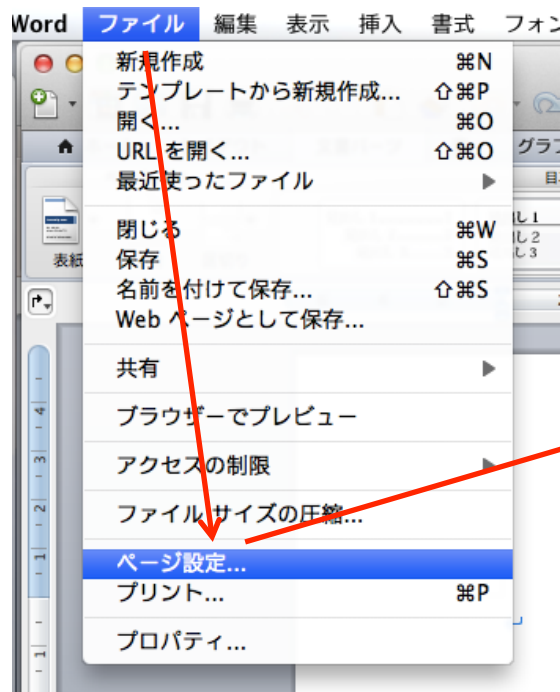 Word ファイル 編集 表示 挿入 書式 フォン
新規作成 ⌘N
テンプレートから新規作成... ⇧⌘P
開く... ⌘O
URL を開く... ⇧⌘O
グラフ
最近使ったファイル ▶
閉じる ⌘W
保存 ⌘S
表紙
名前を付けて保存... ⇧⌘S
Web ページとして保存...
共有 ▶
ブラウザーでプレビュー
アクセスの制限 ▶
ファイル サイズの圧縮...
ページ設定...
プリント... ⌘P
プロパティ...
4
3
2
1
1